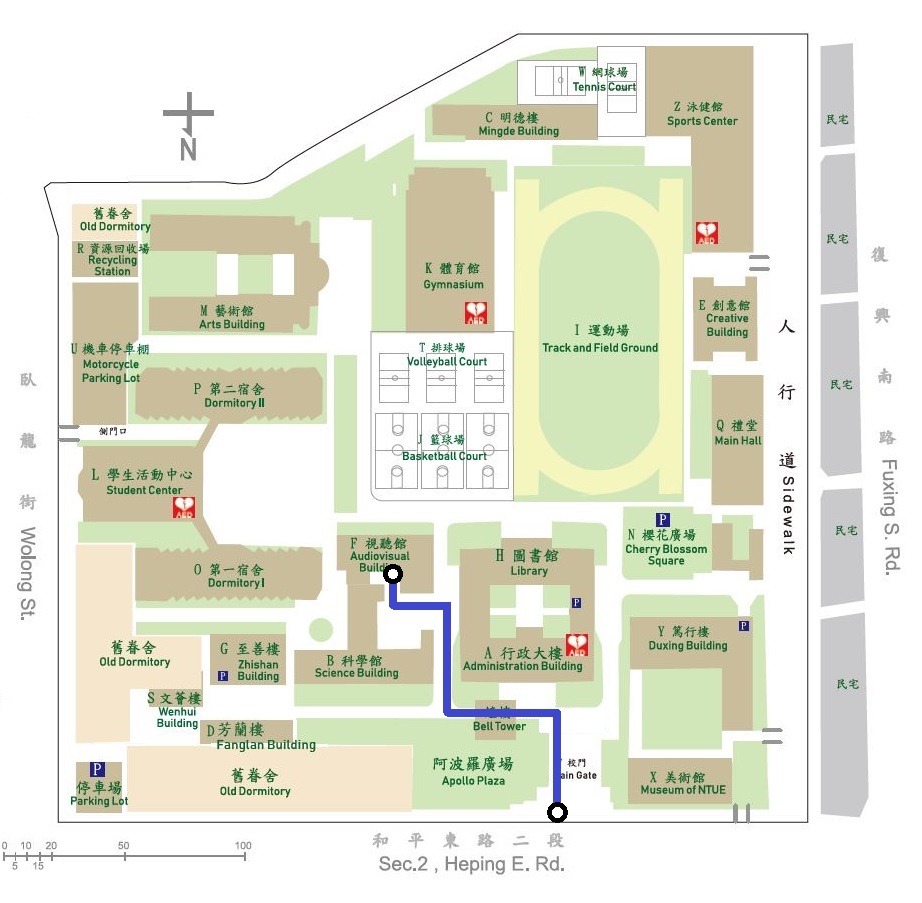 W 網球場
Tennis Court
C 明德樓
Mingde Building
Z 泳健館
Sports Center
民宅
N
舊眷舍
Old Dormitory
R 資源回收場
Recycling
Station
AED
民宅
復興南路 Fuxing S. Rd.
K 體育館
Gymnasium
AED
E 創意館
Creative
Building
M 藝術館
Arts Building
I 運動場
Track and Field Ground
人行道 Sidewalk
U 機車停車棚
Motorcycle
Parking Lot
T 排球場
Volleyball Court
P 第二宿舍
Dormitory II
民宅
臥龍街 Wolong St.
側門口
J 籃球場
Basketball Court
Q 禮堂
Main Hall
L 學生活動中心
Student Center
AED
P
N 櫻花廣場
Cherry Blossom
Square
民宅
F 視聽館
Audiovisual
H 圖書館
Library
O 第一宿舍
Dormitory I
P
P
舊眷舍
Old Dormitory
G 至善樓
Zhishan
Building
P
B 科學館
Science Building
A 行政大樓
Administration Building
AED
Y 篤行樓
Duxing Building
民宅
S 文薈樓
Wenhui
Building
D 芳蘭樓
Fanglan Building
Bell Tower
P
停車場
Parking Lot
舊眷舍
Old Dormitory
阿波羅廣場
Apollo Plaza
校門
ain Gate
X 美術館
Museum of NTUE
0 10 20 50 100
5 15
和平東路二段
Sec.2 , Heping E. Rd.